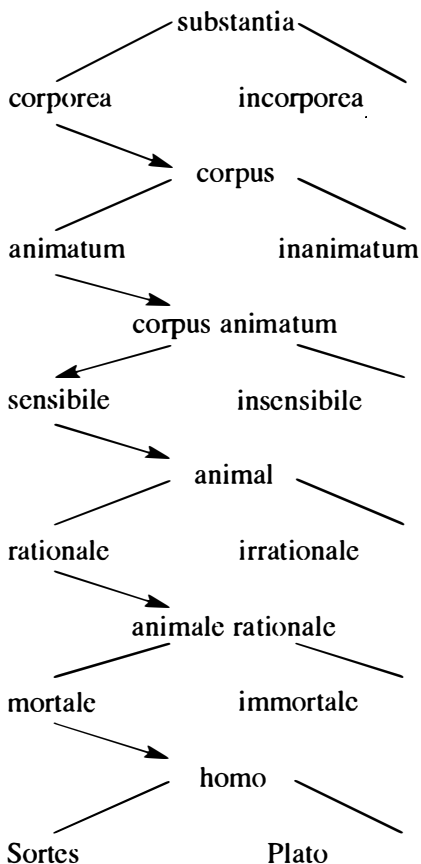 substantia
corporea incorporea
corpus
animatum inanimatum
corpus animatum
sensibile insensibile
animal
rationale irrationale
animale rationale
mortale immortale
homo
Sortes Plato